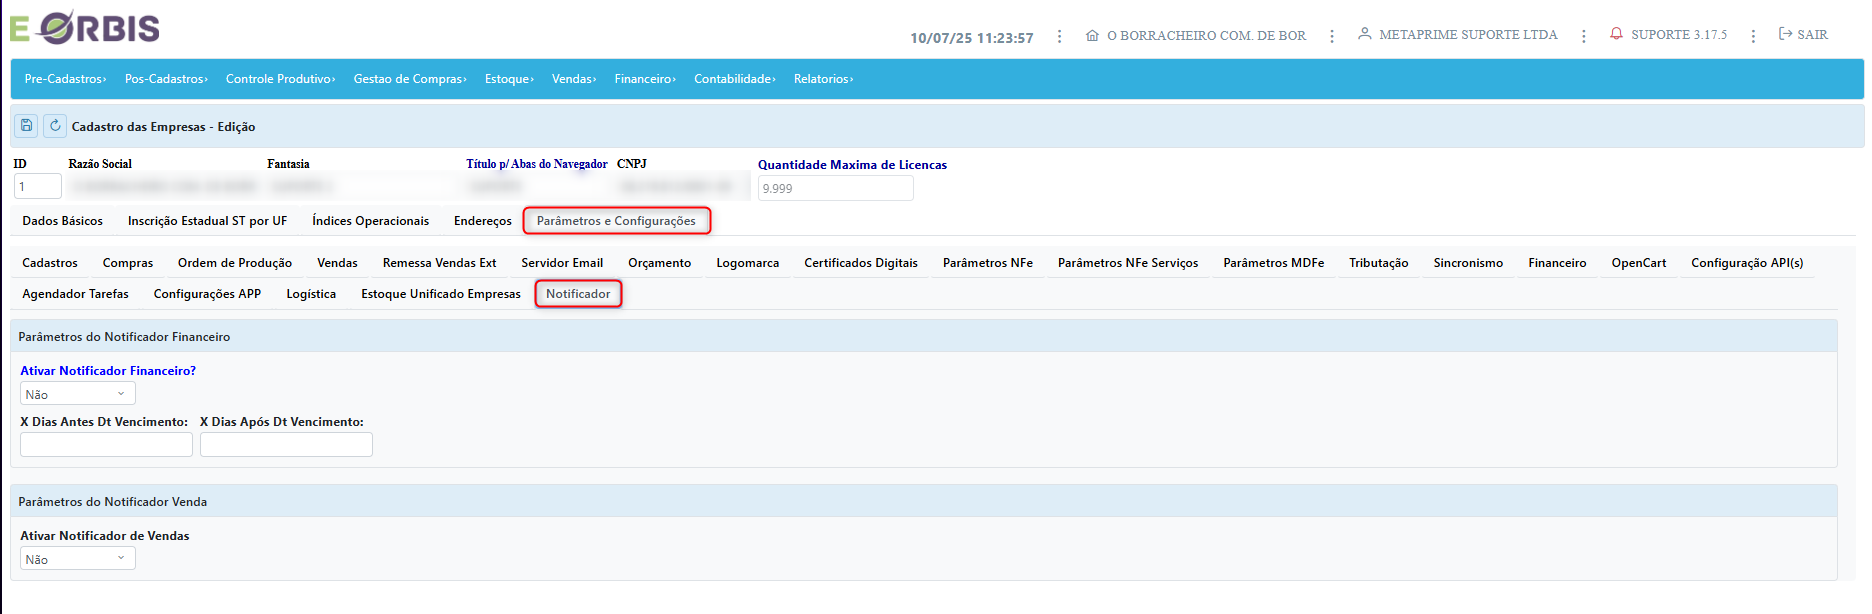 E ORBIS
10/07/25 11:23:57 O BORRACHEIRO COM. DE BOR METAPRIME SUPORTE LTDA SUPORTE 3.17.5 SAIR
Pre-Cadastros› Pos-Cadastros› Controle Produtivo› Gestao de Compras› Estoque› Vendas› Financeiro› Contabilidade› Relatorios›
Cadastro das Empresas - Edição
ID Razão Social Fantasia Título p/ Abas do Navegador CNPJ Quantidade Maxima de Licencas
1 9.999
Dados Básicos Inscrição Estadual ST por UF Índices Operacionais Endereços Parâmetros e Configurações
Cadastros Compras Ordem de Produção Vendas Remessa Vendas Ext Servidor Email Orçamento Logomarca Certificados Digitais Parâmetros NFe Parâmetros NFe Serviços Parâmetros MDFe Tributação Sincronismo Financeiro OpenCart Configuração API(s)
Agendador Tarefas Configurações APP Logística Estoque Unificado Empresas Notificador
Parâmetros do Notificador Financeiro
Ativar Notificador Financeiro?
Não
X Dias Antes Dt Vencimento: X Dias Após Dt Vencimento:
Parâmetros do Notificador Venda
Ativar Notificador de Vendas
Não